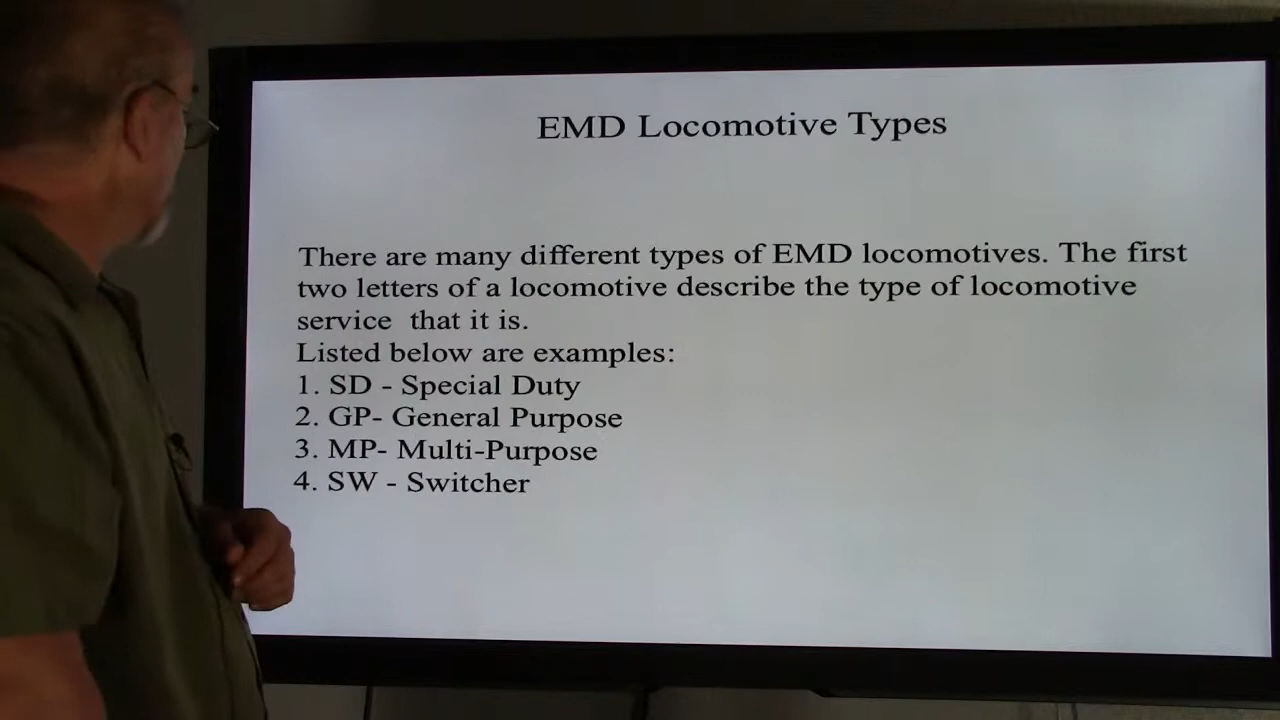 EMD Locomotive Types
There are many different types of EMD locomotives. The first
two letters of a locomotive describe the type of locomotive
service  that it is.
Listed below are examples:
1. SD - Special Duty
2. GP- General Purpose
3. MP- Multi-Purpose
4. SW - Switcher